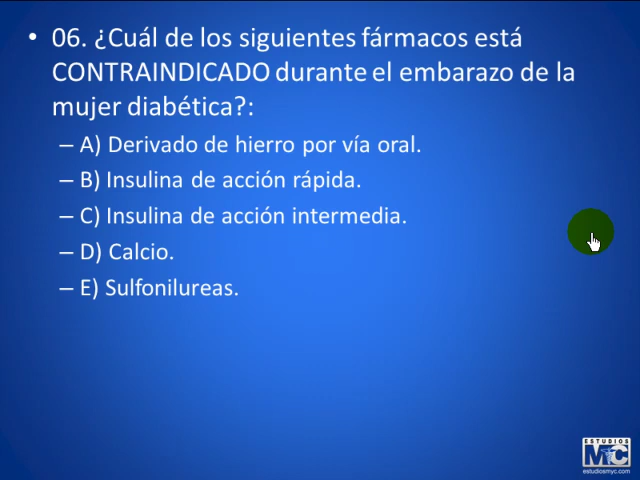 • 06. ¿Cuál de los siguientes fármacos está
CONTRAINDICADO durante el embarazo de la
mujer diabética?:
– A) Derivado de hierro por vía oral.
– B) Insulina de acción rápida.
– C) Insulina de acción intermedia.
– D) Calcio.
– E) Sulfonilureas.
ESTUDIOS
MyC
estudiosmyc.com